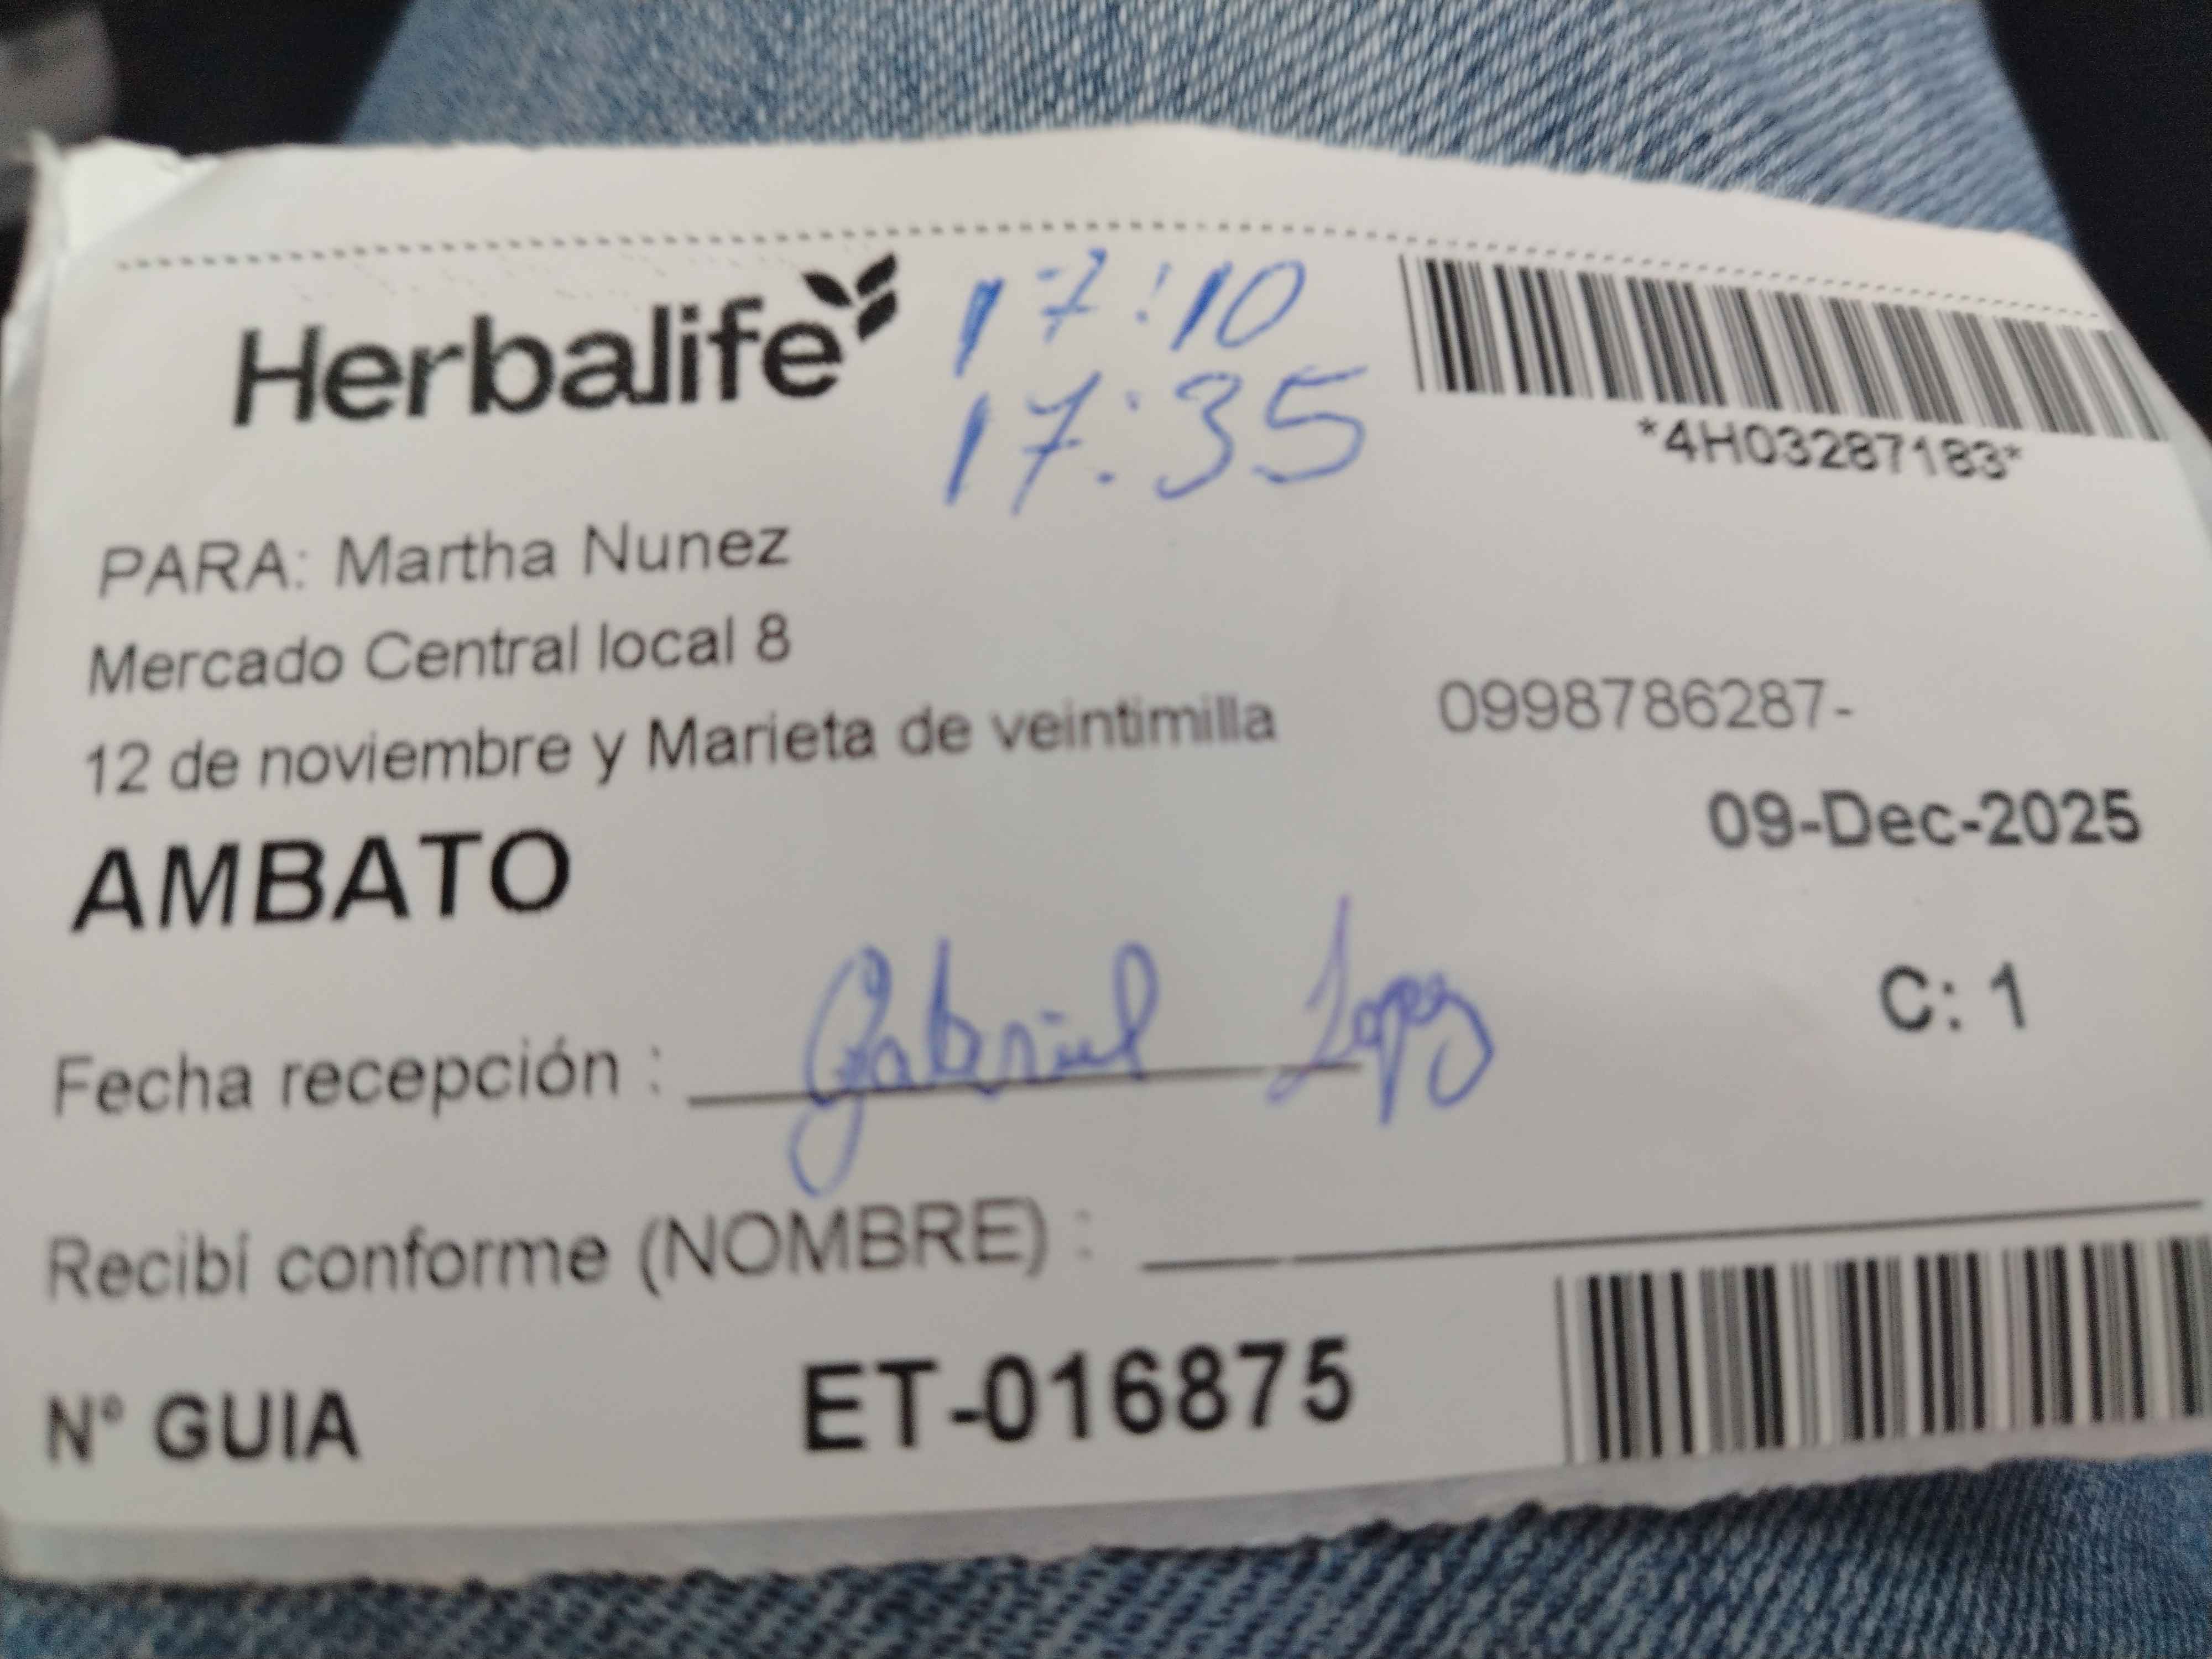 Herbalife
17:10
17:35
*4H03287183*
PARA: Martha Nunez
Mercado Central local 8
12 de noviembre y Marieta de veintimilla 0998786287-
09-Dec-2025
AMBATO
C: 1
Fecha recepción : Gabriel Lopez
Recibí conforme (NOMBRE) :
N° GUIA ET-016875